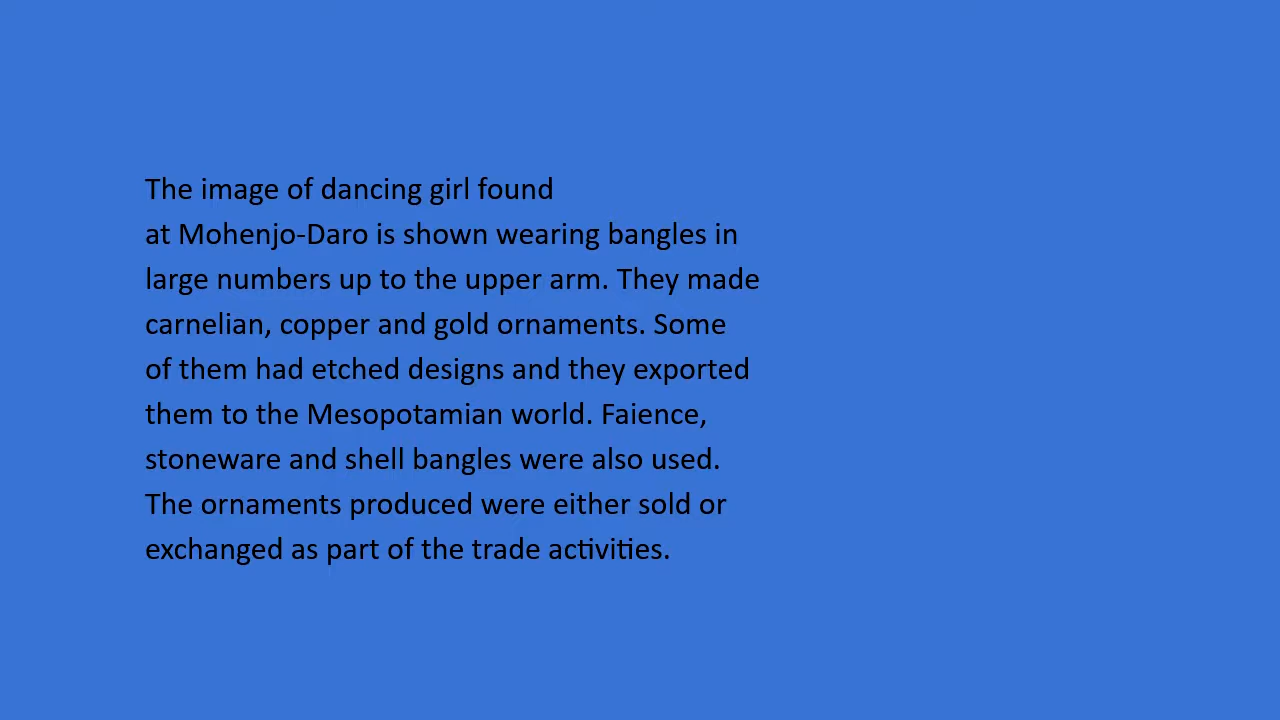 The image of dancing girl found
at Mohenjo-Daro is shown wearing bangles in
large numbers up to the upper arm. They made
carnelian, copper and gold ornaments. Some
of them had etched designs and they exported
them to the Mesopotamian world. Faience,
stoneware and shell bangles were also used.
The ornaments produced were either sold or
exchanged as part of the trade activities.